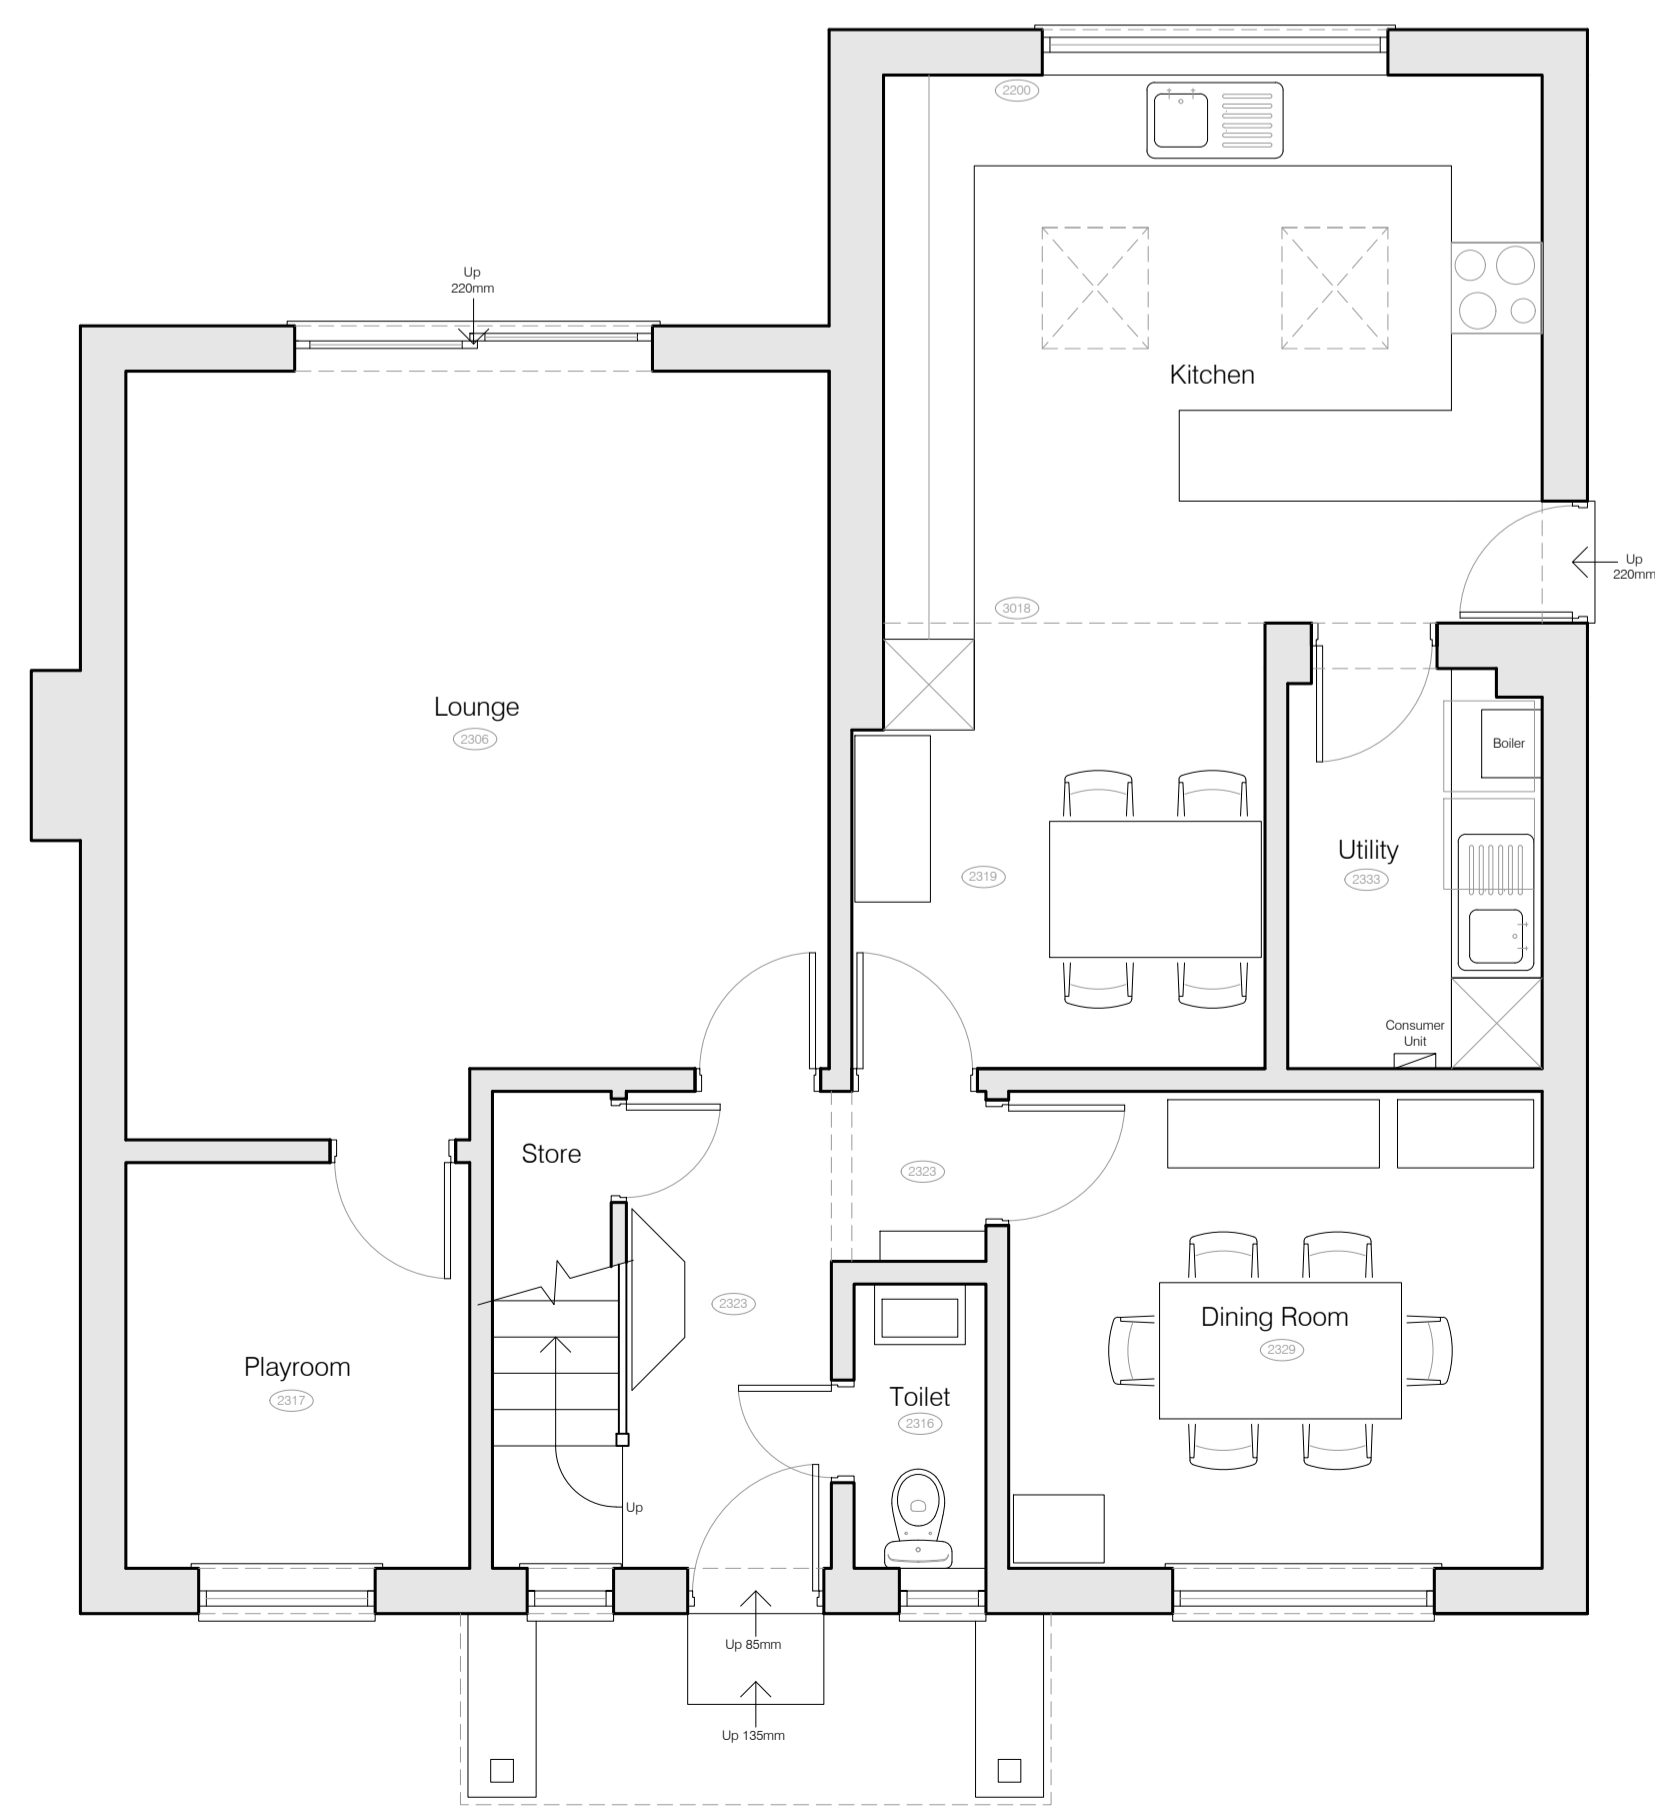 2200
Up
220mm
Kitchen
Up
220mm
3018
Lounge
2306
Boiler
Utility
2333
2319
Consumer
Unit
Store
2323
2323
Dining Room
2329
Playroom
2317
Toilet
2316
Up
Up 85mm
Up 135mm